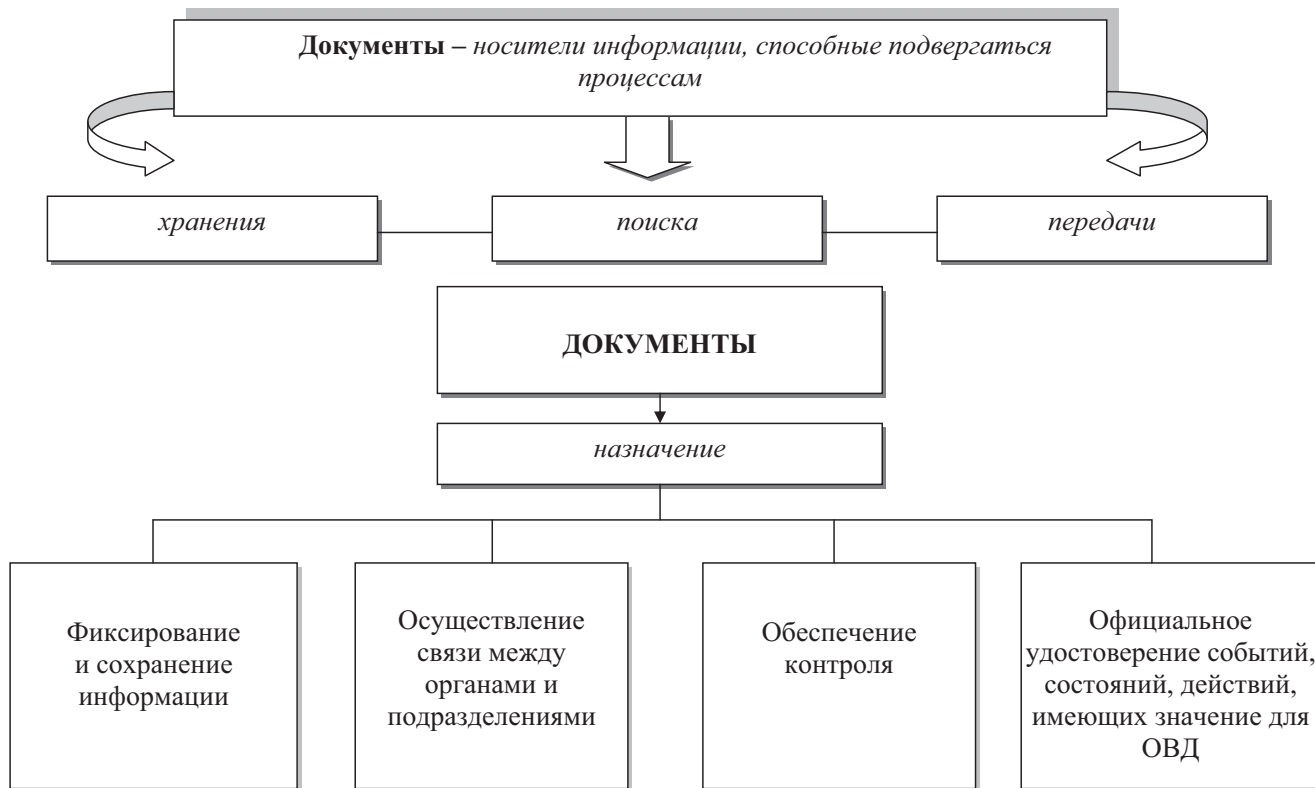 Документы – носители информации, способные подвергаться
процессам
хранения
поиска
передачи
ДОКУМЕНТЫ
назначение
Фиксирование
и сохранение
информации
Осуществление
связи между
органами и
подразделениями
Обеспечение
контроля
Официальное
удостоверение событий,
состояний, действий,
имеющих значение для
ОВД